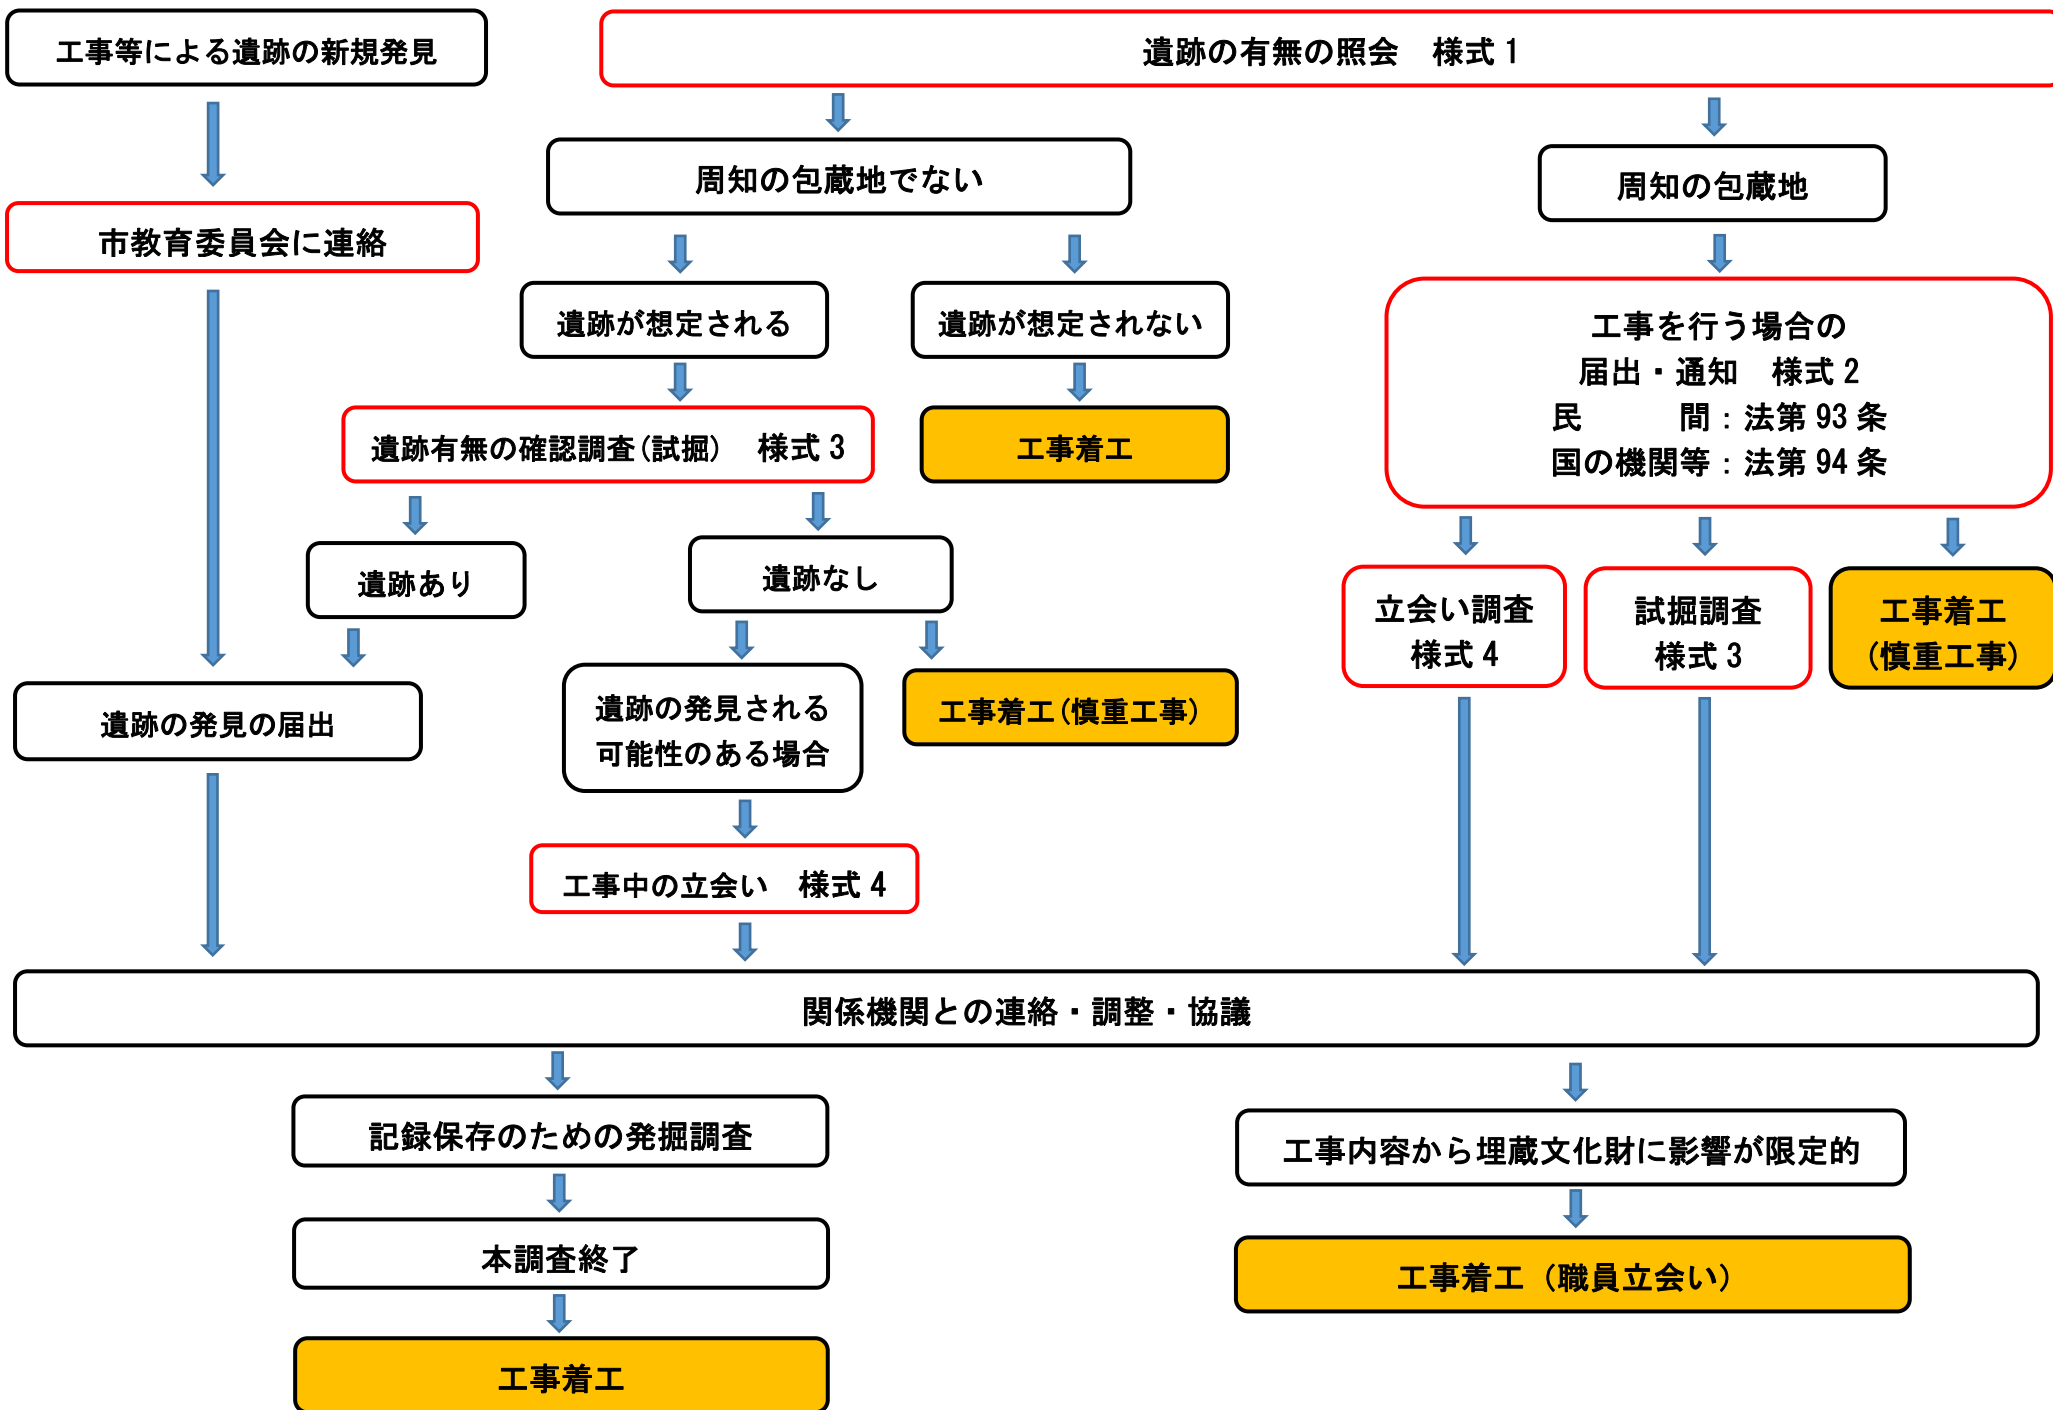 工事等による遺跡の新規発見
遺跡の有無の照会　様式1
周知の包蔵地でない
周知の包蔵地
市教育委員会に連絡
遺跡が想定される
遺跡が想定されない
工事を行う場合の
届出・通知　様式2
民　　　間：法第93条
国の機関等：法第94条
遺跡有無の確認調査(試掘)　様式3
工事着工
遺跡あり
遺跡なし
立会い調査
様式4
試掘調査
様式3
工事着工
(慎重工事)
遺跡の発見の届出
遺跡の発見される
可能性のある場合
工事着工(慎重工事)
工事中の立会い　様式4
関係機関との連絡・調整・協議
記録保存のための発掘調査
工事内容から埋蔵文化財に影響が限定的
本調査終了
工事着工（職員立会い）
工事着工